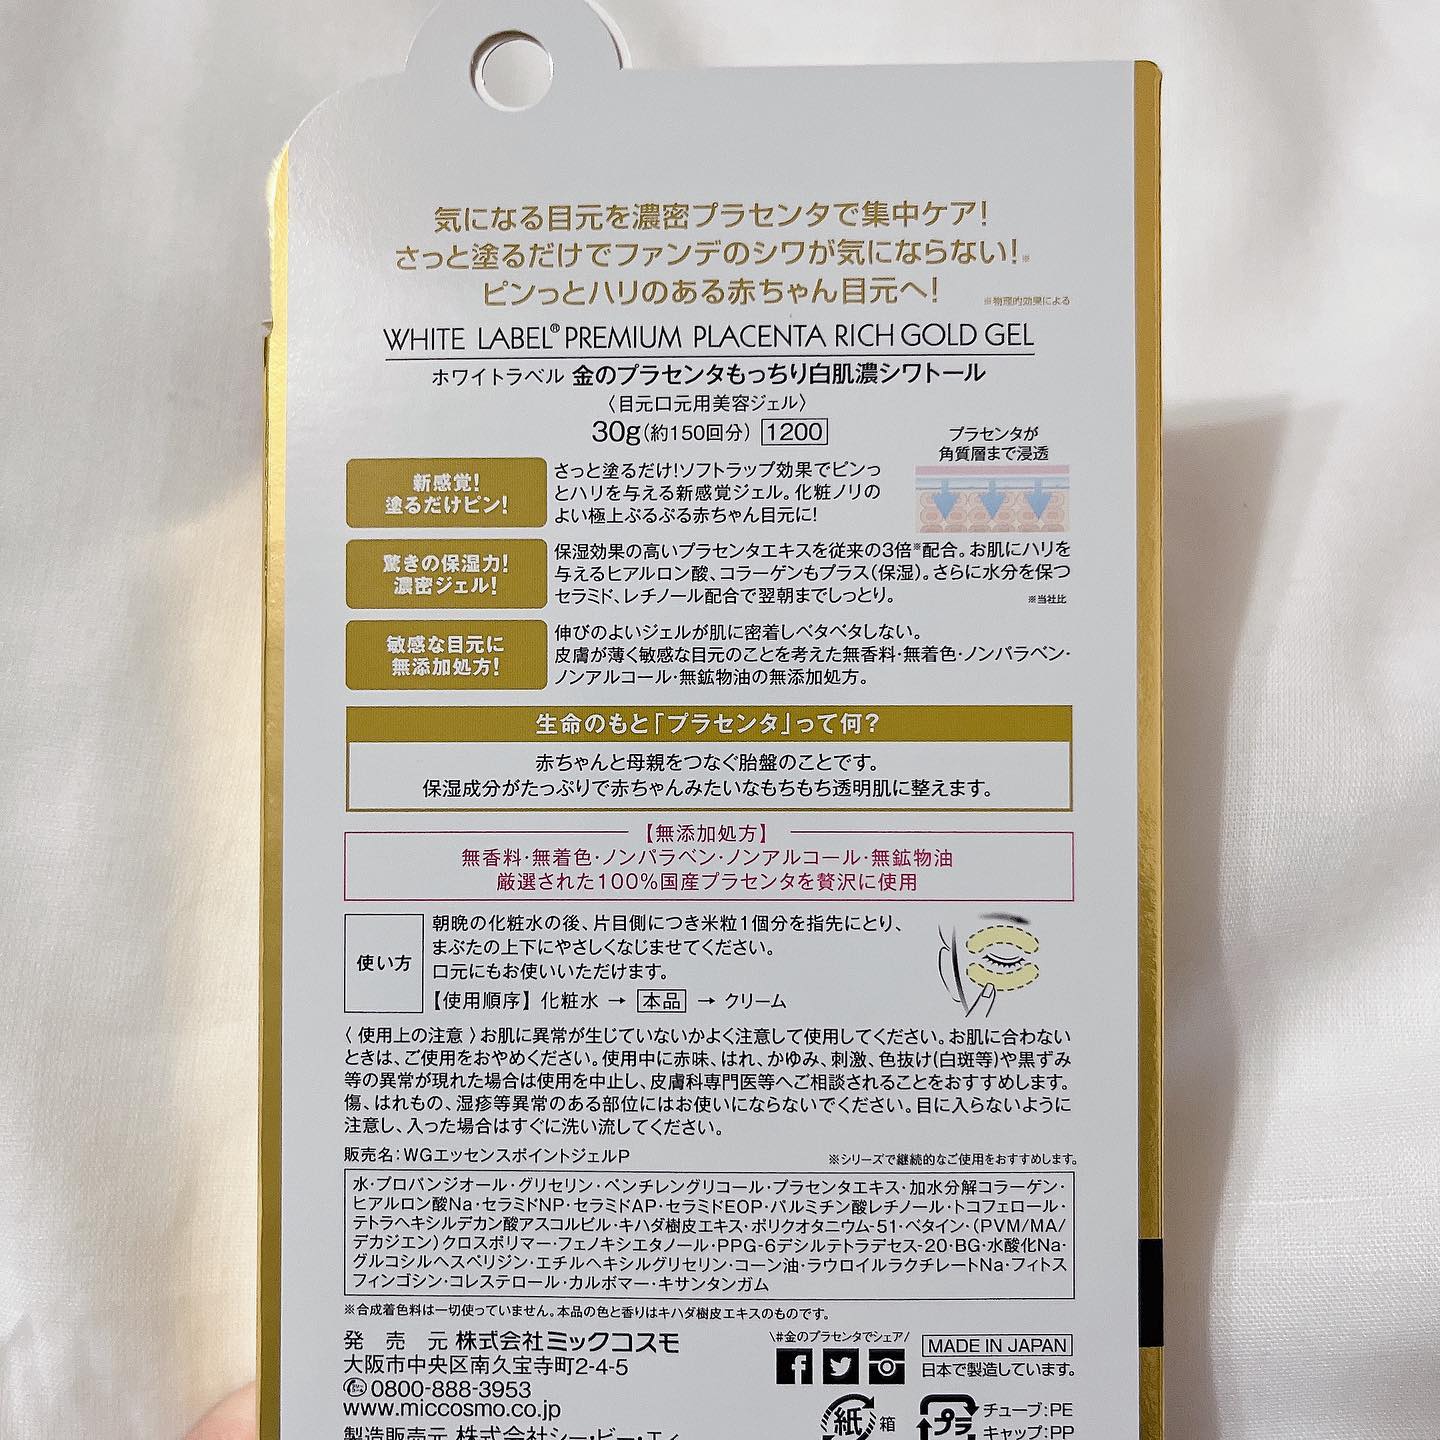 気になる目元を濃密プラセンタで集中ケア!
さっと塗るだけでファンデのシワが気にならない!※
ピンっとハリのある赤ちゃん目元へ!
※物理的効果による
WHITE LABEL® PREMIUM PLACENTA RICH GOLD GEL
ホワイトラベル 金のプラセンタもっちり白肌濃シワトール
〈目元口元用美容ジェル〉
30g(約150回分) 1200
プラセンタが
角質層まで浸透
新感覚!
塗るだけピン!
さっと塗るだけ!ソフトラップ効果でピンっ
とハリを与える新感覚ジェル。化粧ノリの
よい極上ぷるぷる赤ちゃん目元に!
驚きの保湿力!
濃密ジェル!
保湿効果の高いプラセンタエキスを従来の3倍※配合。お肌にハリを
与えるヒアルロン酸、コラーゲンもプラス(保湿)。さらに水分を保つ
セラミド、レチノール配合で翌朝までしっとり。
※当社比
敏感な目元に
無添加処方!
伸びのよいジェルが肌に密着しベタベタしない。
皮膚が薄く敏感な目元のことを考えた無香料・無着色・ノンパラベン・
ノンアルコール・無鉱物油の無添加処方。
生命のもと「プラセンタ」って何?
赤ちゃんと母親をつなぐ胎盤のことです。
保湿成分がたっぷりで赤ちゃんみたいなもちもち透明肌に整えます。
【無添加処方】
無香料・無着色・ノンパラベン・ノンアルコール・無鉱物油
厳選された100%国産プラセンタを贅沢に使用
使い方
朝晩の化粧水の後、片目側につき米粒1個分を指先にとり、
まぶたの上下にやさしくなじませてください。
口元にもお使いいただけます。
【使用順序】化粧水 → 本品 → クリーム
〈使用上の注意〉お肌に異常が生じていないかよく注意して使用してください。お肌に合わない
ときは、ご使用をおやめください。使用中に赤味、はれ、かゆみ、刺激、色抜け(白斑等)や黒ずみ
等の異常が現れた場合は使用を中止し、皮膚科専門医等へご相談されることをおすすめします。
傷、はれもの、湿疹等異常のある部位にはお使いにならないでください。目に入らないように
注意し、入った場合はすぐに洗い流してください。
販売名:WGエッセンスポイントジェルP
※シリーズで継続的なご使用をおすすめします。
水・プロパンジオール・グリセリン・ペンチレングリコール・プラセンタエキス・加水分解コラーゲン・
ヒアルロン酸Na・セラミドNP・セラミドAP・セラミドEOP・パルミチン酸レチノール・トコフェロール・
テトラヘキシルデカン酸アスコルビル・キハダ樹皮エキス・ポリクオタニウム-51・ベタイン・(PVM/MA/
デカジエン)クロスポリマー・フェノキシエタノール・PPG-6デシルテトラデセス-20・BG・水酸化Na・
グルコシルヘスペリジン・エチルヘキシルグリセリン・コーン油・ラウロイルラクチレートNa・フィトス
フィンゴシン・コレステロール・カルボマー・キサンタンガム
※合成着色料は一切使っていません。本品の色と香りはキハダ樹皮エキスのものです。
発売元 株式会社ミックコスモ
大阪市中央区南久宝寺町2-4-5
0800-888-3953
www.miccosmo.co.jp
製造販売元 株式会社シー・ビー・エィ
\#金のプラセンタでシェア/
MADE IN JAPAN
日本で製造しています。
紙 箱
プラ
チューブ:PE
キャップ:PP